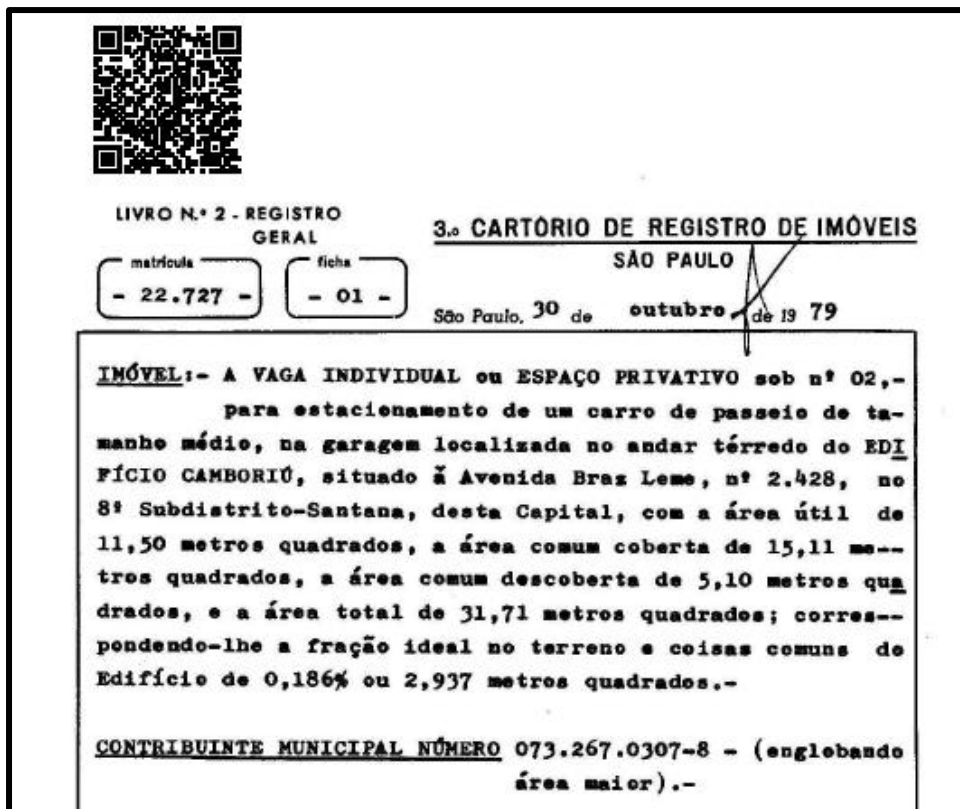 LIVRO N.º 2 - REGISTRO
GERAL
matrícula
- 22.727 -
ficha
- 01 -
3.º CARTÓRIO DE REGISTRO DE IMÓVEIS
SÃO PAULO
São Paulo, 30 de outubro de 19 79
IMÓVEL:- A VAGA INDIVIDUAL ou ESPAÇO PRIVATIVO sob nº 02,-
para estacionamento de um carro de passeio de ta-
manho médio, na garagem localizada no andar térredo do EDI
FÍCIO CAMBORIÚ, situado à Avenida Braz Leme, nº 2.428, no
8º Subdistrito-Santana, desta Capital, com a área útil de
11,50 metros quadrados, a área comum coberta de 15,11 me--
tros quadrados, a área comum descoberta de 5,10 metros qua
drados, e a área total de 31,71 metros quadrados; corres--
pondendo-lhe a fração ideal no terreno e coisas comuns do
Edifício de 0,186% ou 2,937 metros quadrados.-
CONTRIBUINTE MUNICIPAL NÚMERO 073.267.0307-8 - (englobando
área maior).-